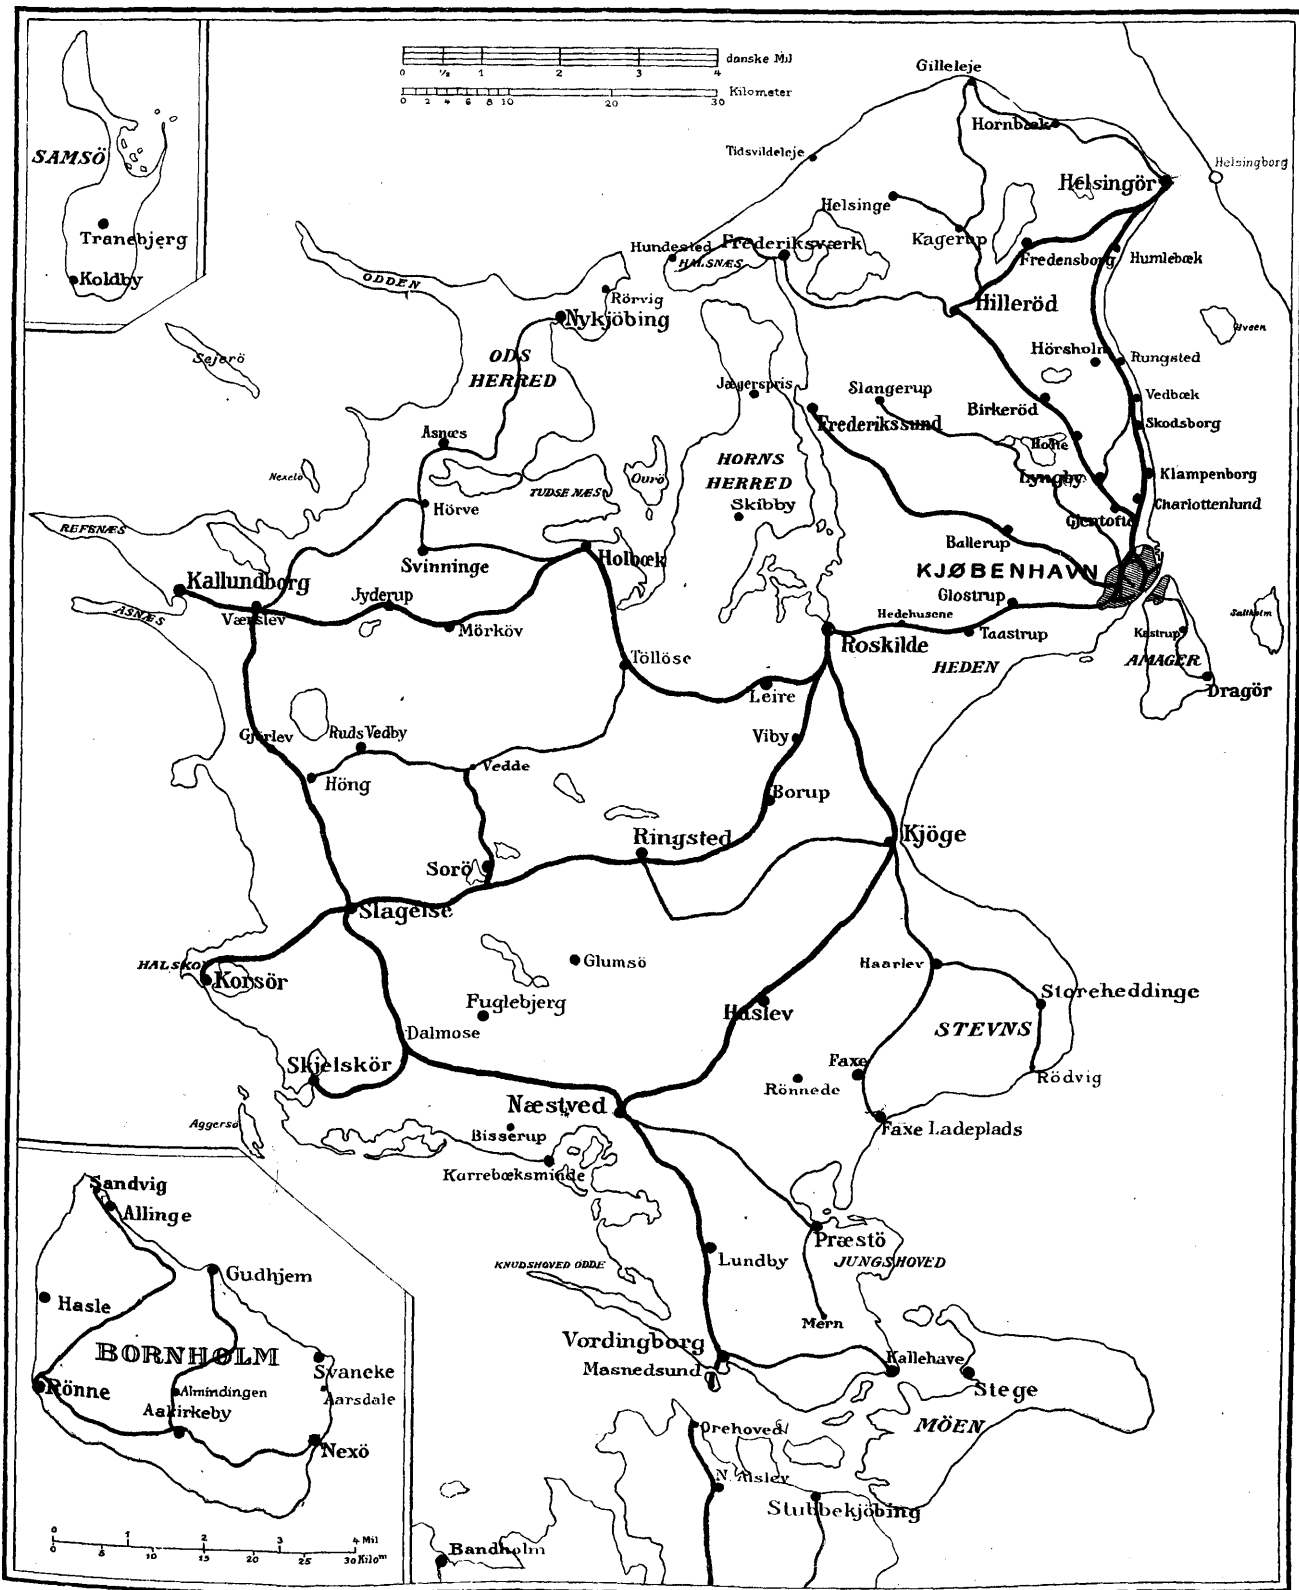 danske Mil
0 ½ 1 2 3 4
Kilometer
0 2 4 6 8 10 20 30
SAMSÖ
Tranebjerg
Koldby
Gilleleje
Hornbæk
Tidsvildeleje
Helsingör
Helsingborg
Helsinge
Kagerup
Hundested
Frederiksværk
HALSNÆS
Fredensborg
Humlebæk
ODDEN
Rörvig
Nykjöbing
Hilleröd
Hveen
Sejerö
ODS
HERRED
Hörsholm
Rungsted
Jægerspris
Slangerup
Birkeröd
Vedbæk
Frederikssund
Skodsborg
Asnæs
Holte
HORNS
HERRED
Nexelö
Ourö
Lyngby
Klampenborg
TUDSE NÆS
Skibby
Charlottenlund
Hörve
Gjentofte
REFSNÆS
Ballerup
Svinninge
Holbæk
KJØBENHAVN
Kallundborg
Jyderup
Glostrup
ASNÆS
Værslev
Hedehusene
Saltholm
Mörköv
Taastrup
Kastrup
Roskilde
HEDEN
AMAGER
Töllöse
Leire
Dragör
Gjörlev
Ruds Vedby
Viby
Vedde
Höng
Borup
Ringsted
Kjöge
Sorö
Slagelse
HALSKOV
Glumsö
Haarlev
Korsör
Storeheddinge
Fuglebjerg
Haslev
STEVNS
Dalmose
Skjelskör
Faxe
Rönnede
Rödvig
Næstved
Aggersö
Bisserup
Faxe Ladeplads
Karrebæksminde
Sandvig
Allinge
Præstö
Lundby
JUNGSHOVED
KNUDSHOVED ODDE
Gudhjem
Hasle
Mern
Vordingborg
BORNHOLM
Kallehave
Masnedsund
Svaneke
Rönne
Almindingen
Aarsdale
Stege
Aakirkeby
MÖEN
Orehoved
Nexö
N. Alslev
Stubbekjöbing
0 1 2 3 4 Mil
0 5 10 15 20 25 30 Kilom
Bandholm